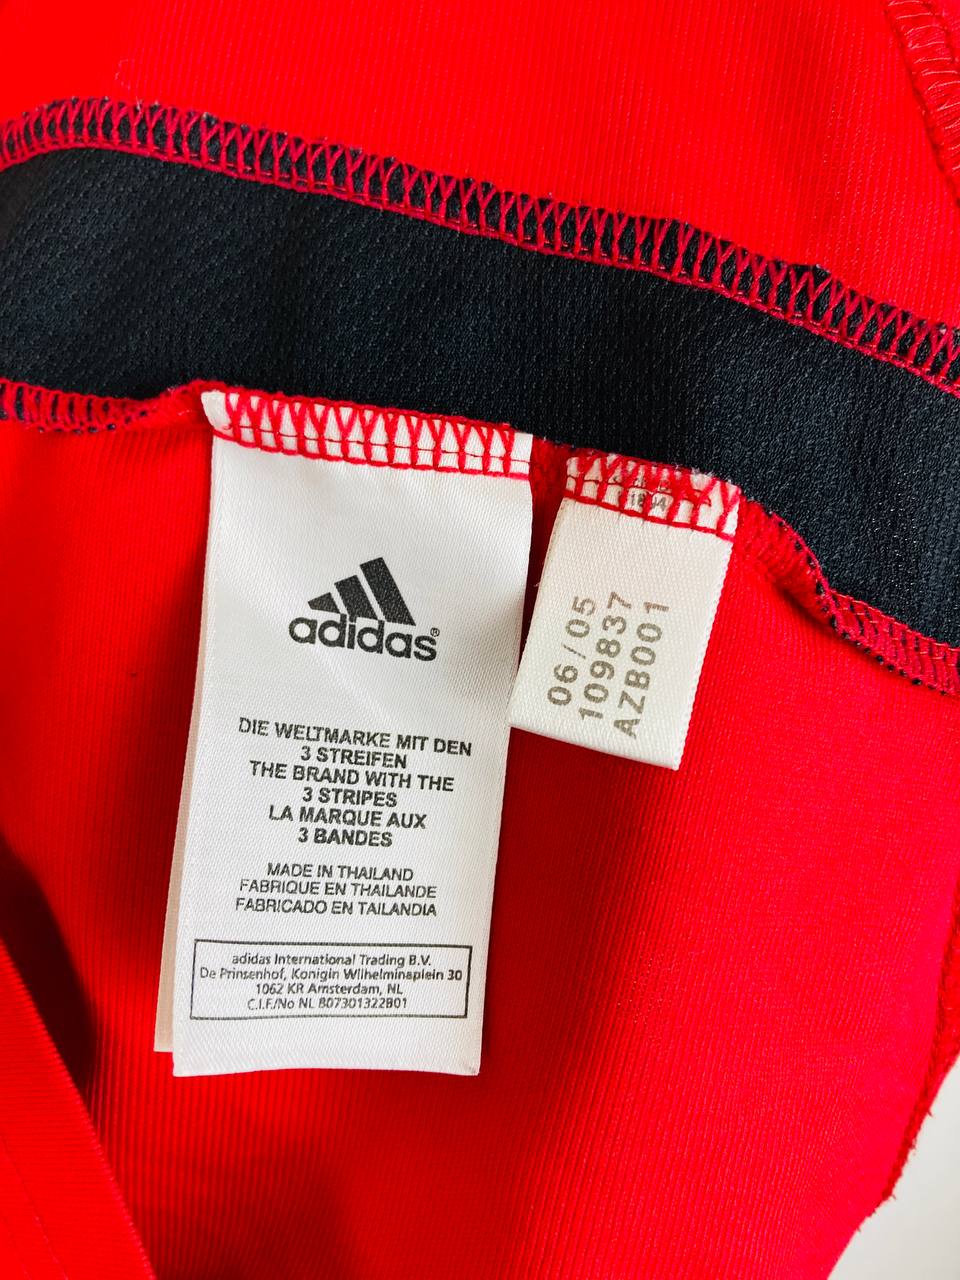 adidas®
DIE WELTMARKE MIT DEN
3 STREIFEN
THE BRAND WITH THE
3 STRIPES
LA MARQUE AUX
3 BANDES
MADE IN THAILAND
FABRIQUE EN THAILANDE
FABRICADO EN TAILANDIA
adidas International Trading B.V.
De Prinsenhof, Konigin Wilhelminaplein 30
1062 KR Amsterdam, NL
C.I.F./No NL 807301322B01
06/05
109837
AZB001